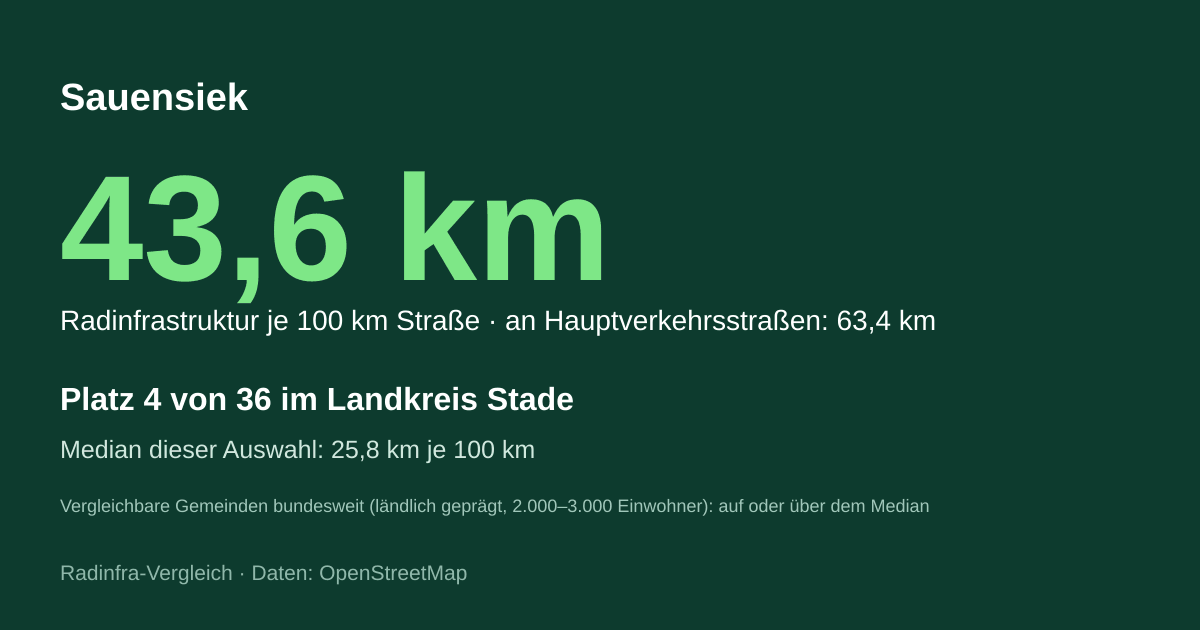 Sauensiek
43,6 km
Radinfrastruktur je 100 km Straße · an Hauptverkehrsstraßen: 63,4 km
Platz 4 von 36 im Landkreis Stade
Median dieser Auswahl: 25,8 km je 100 km
Vergleichbare Gemeinden bundesweit (ländlich geprägt, 2.000–3.000 Einwohner): auf oder über dem Median
Radinfra-Vergleich · Daten: OpenStreetMap